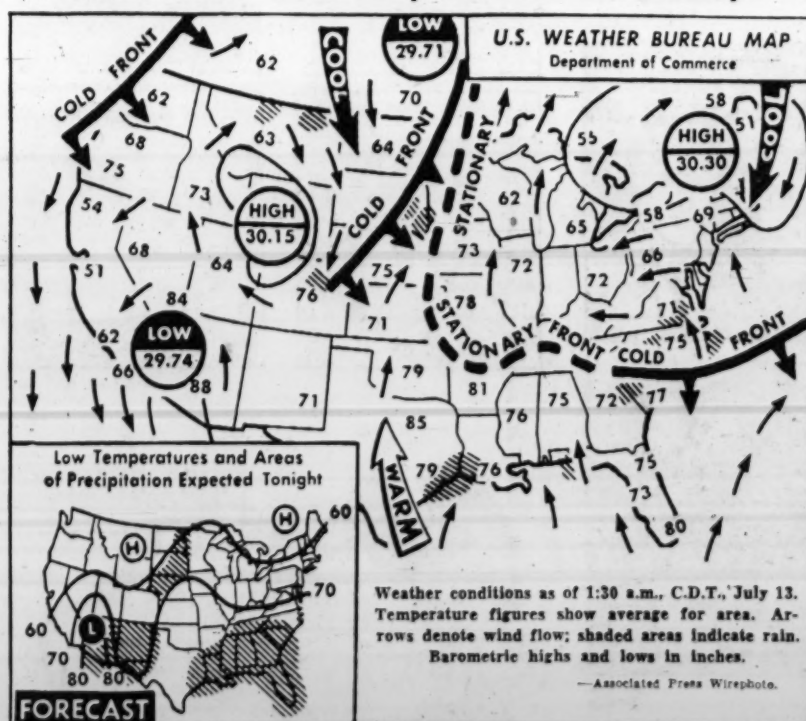 U.S. WEATHER BUREAU MAP
Department of Commerce
LOW
29.71
COLD FRONT
COOL
62
70
62
68
63
64
75
73
54
HIGH
30.15
COLD FRONT
STATIONARY
55
58
51
HIGH
30.30
COOL
62
65
58
69
68
64
51
76
75
73
72
72
66
84
71
78
71
75
STATIONARY FRONT
COLD FRONT
LOW
29.74
62
66
88
71
79
81
85
76
75
72
77
79
76
75
73
80
WARM
Low Temperatures and Areas
of Precipitation Expected Tonight
H
H
60
70
L
60
70
80
80
FORECAST
Weather conditions as of 1:30 a.m., C.D.T., July 13.
Temperature figures show average for area. Ar-
rows denote wind flow; shaded areas indicate rain.
Barometric highs and lows in inches.
—Associated Press Wirephoto.